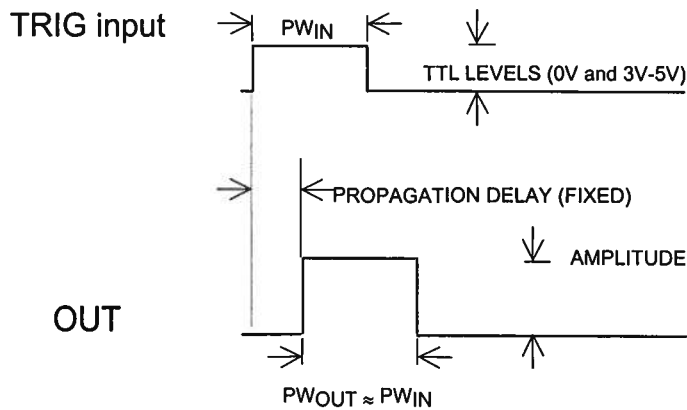 TRIG input
PWIN
TTL LEVELS (0V and 3V-5V)
PROPAGATION DELAY (FIXED)
AMPLITUDE
OUT
PWOUT ≈ PWIN